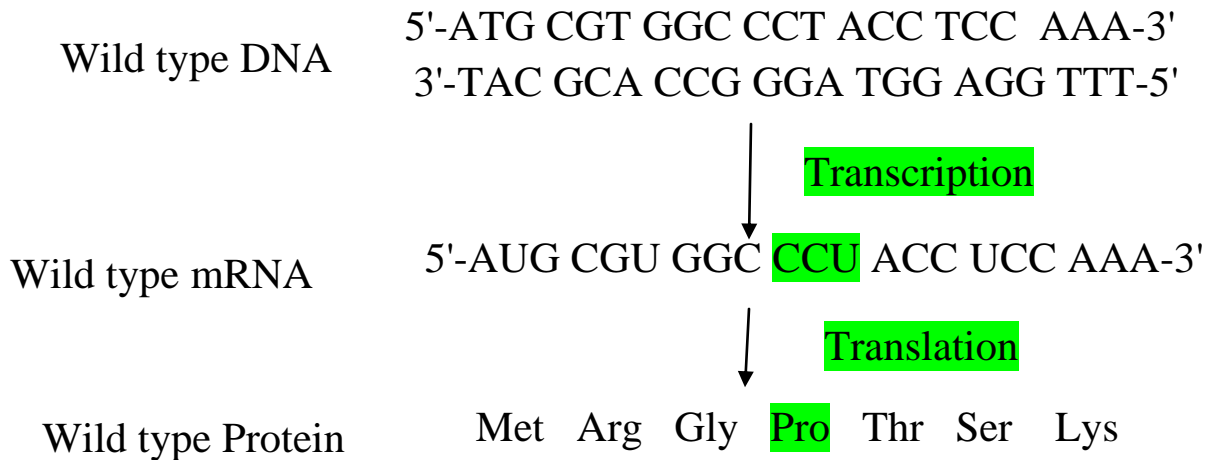 5'-ATG CGT GGC CCT ACC TCC AAA-3'
Wild type DNA
3'-TAC GCA CCG GGA TGG AGG TTT-5'
Transcription
Wild type mRNA 5'-AUG CGU GGC CCU ACC UCC AAA-3'
Translation
Wild type Protein Met Arg Gly Pro Thr Ser Lys